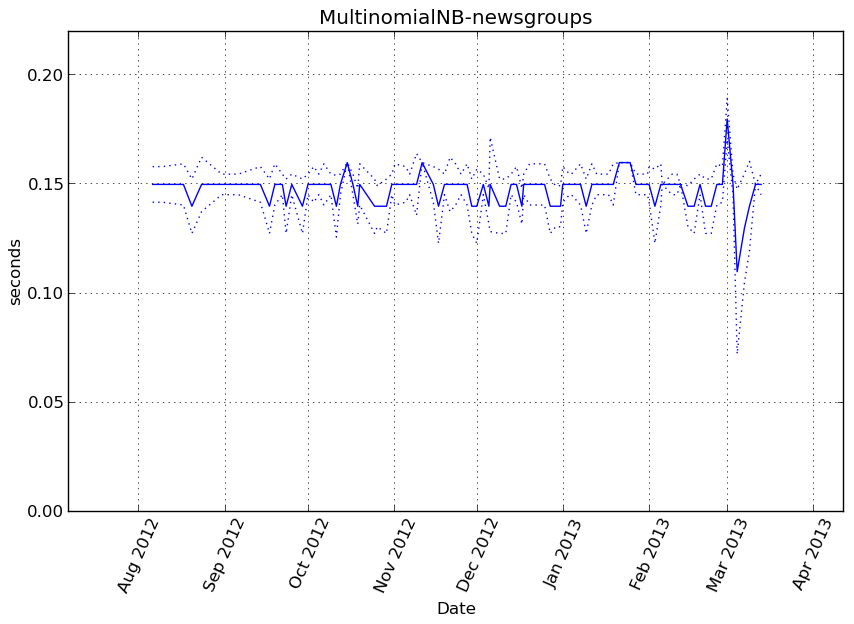 MultinomialNB-newsgroups
0.20
0.15
0.10
0.05
0.00
seconds
Aug 2012
Sep 2012
Oct 2012
Nov 2012
Dec 2012
Jan 2013
Feb 2013
Mar 2013
Apr 2013
Date